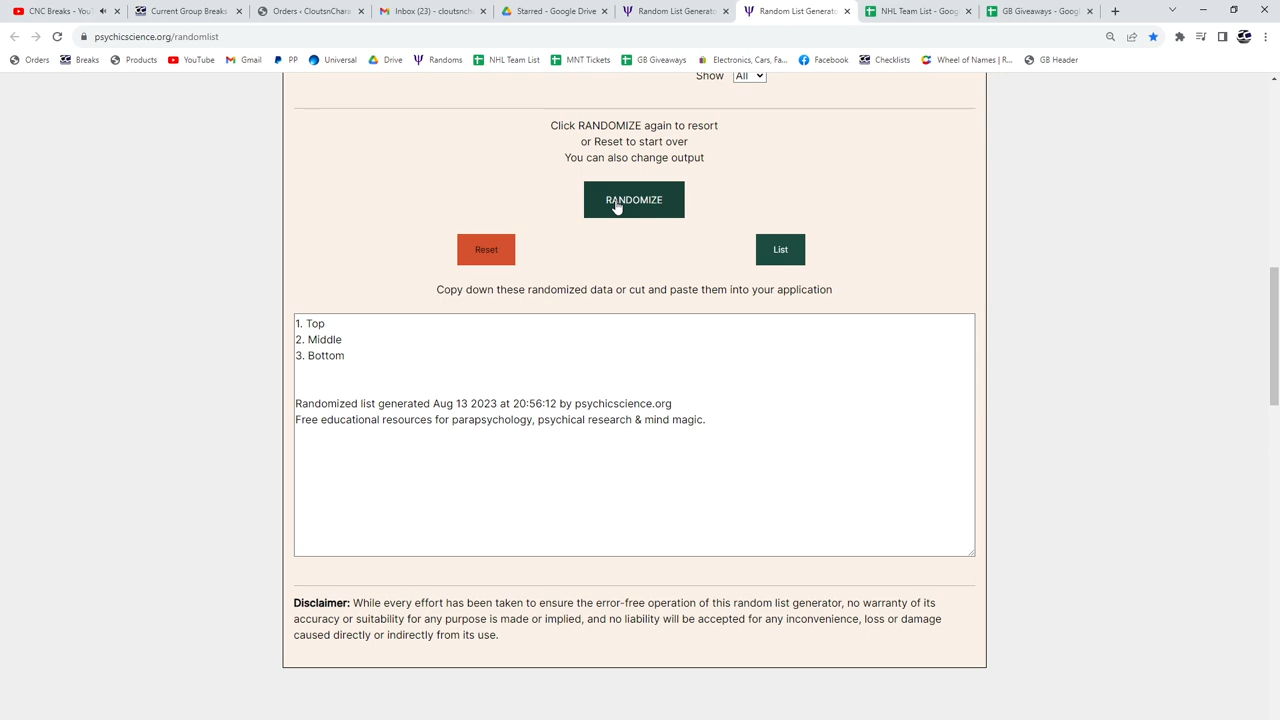 CNC Breaks - YouT
Current Group Breaks
Orders < CloutsnChara
Inbox (23) - cloutsnch
Starred - Google Drive
Random List Generato
Random List Generato
NHL Team List - Goog
GB Giveaways - Goog
psychicscience.org/randomlist
Orders
Breaks
Products
YouTube
Gmail
PP
Universal
Drive
Randoms
NHL Team List
MNT Tickets
GB Giveaways
Electronics, Cars, Fa...
Facebook
Checklists
Wheel of Names | R...
GB Header
Show All
Click RANDOMIZE again to resort
or Reset to start over
You can also change output
RANDOMIZE
Reset
List
Copy down these randomized data or cut and paste them into your application
1. Top
2. Middle
3. Bottom
Randomized list generated Aug 13 2023 at 20:56:12 by psychicscience.org
Free educational resources for parapsychology, psychical research & mind magic.
Disclaimer: While every effort has been taken to ensure the error-free operation of this random list generator, no warranty of its
accuracy or suitability for any purpose is made or implied, and no liability will be accepted for any inconvenience, loss or damage
caused directly or indirectly from its use.